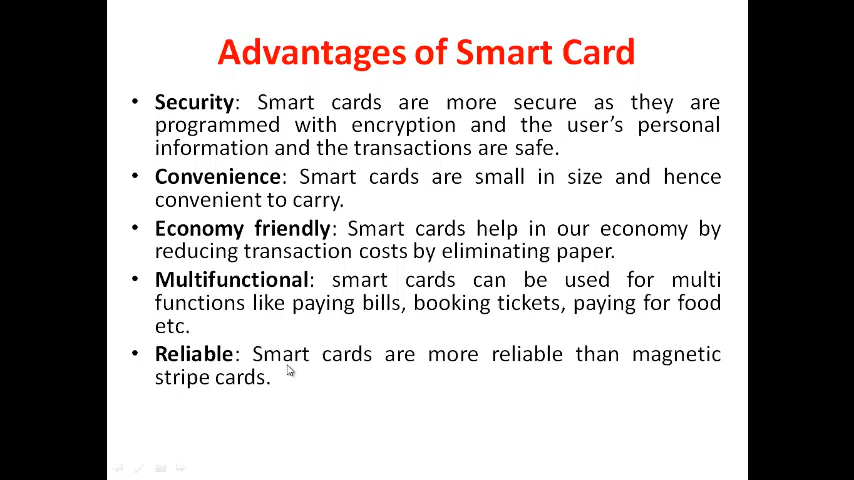 Advantages of Smart Card
• Security: Smart cards are more secure as they are
programmed with encryption and the user's personal
information and the transactions are safe.
• Convenience: Smart cards are small in size and hence
convenient to carry.
• Economy friendly: Smart cards help in our economy by
reducing transaction costs by eliminating paper.
• Multifunctional: smart cards can be used for multi
functions like paying bills, booking tickets, paying for food
etc.
• Reliable: Smart cards are more reliable than magnetic
stripe cards.